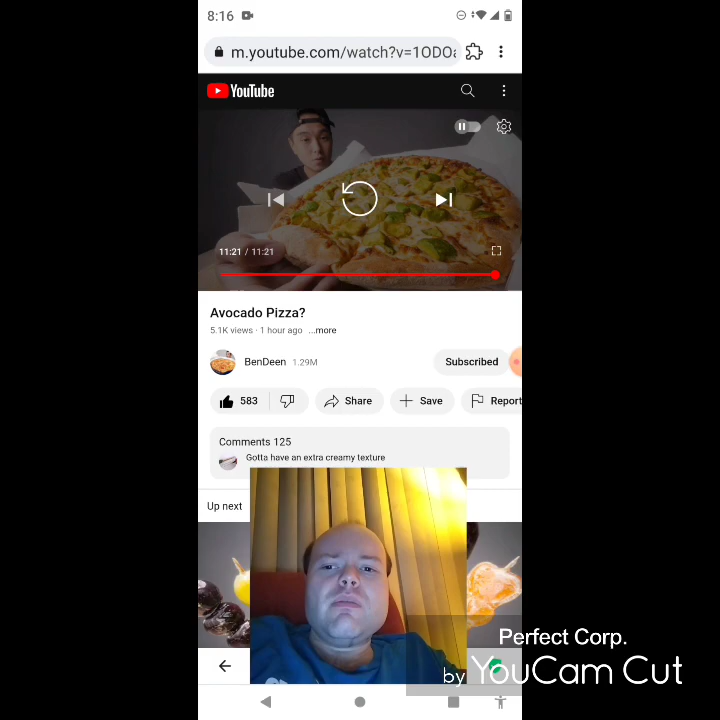 8:16
m.youtube.com/watch?v=1ODO
YouTube
11:21 / 11:21
Avocado Pizza?
5.1K views · 1 hour ago ...more
BenDeen 1.29M Subscribed
583 Share Save Report
Comments 125
Gotta have an extra creamy texture
Up next
Perfect Corp.
by YouCam Cut